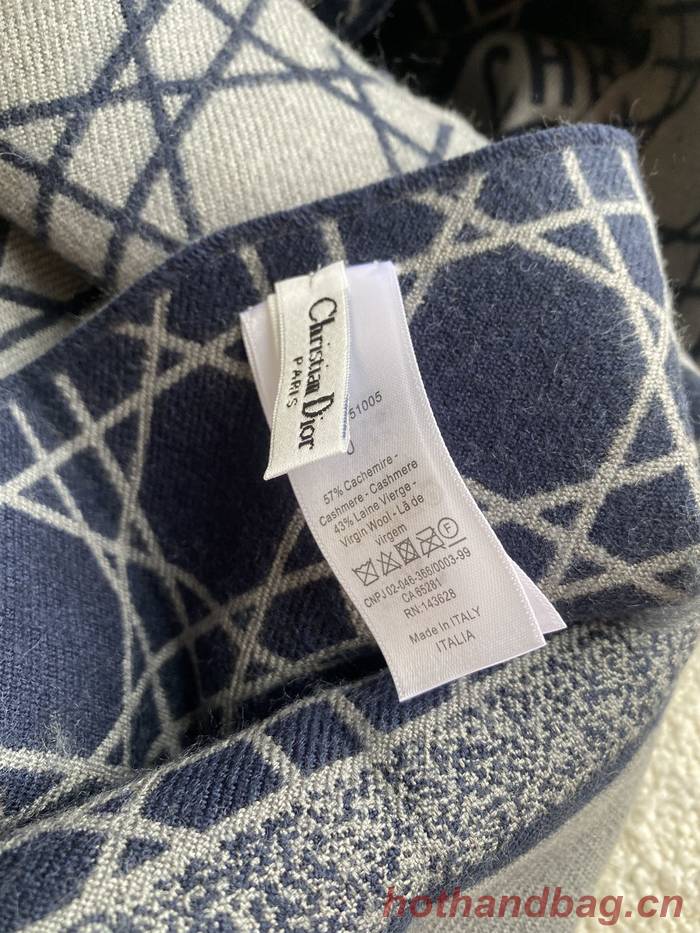 Christian Dior
PARIS
51005
57% Cachemire -
Cashmere - Cashmere
43% Laine Vierge -
Virgin Wool - Lã de
virgem
F
CNPJ 02-046-366/0003-99
CA 65281
RN:143628
Made in ITALY
ITALIA
hothandbag.cn